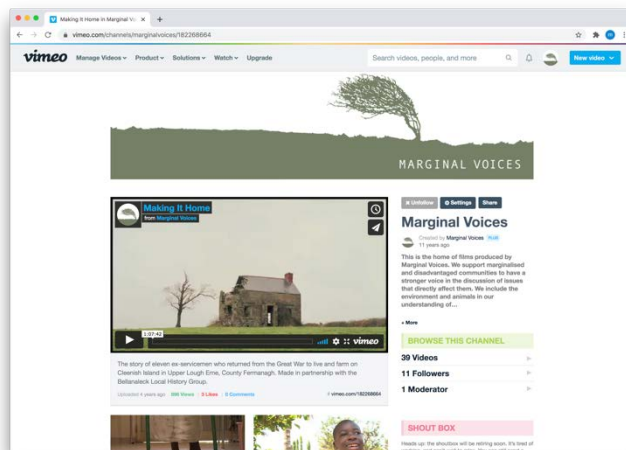 Making It Home in Marginal Vo
vimeo.com/channels/marginalvoices/182268664
vimeo Manage Videos Product Solutions Watch Upgrade Search videos, people, and more New video
MARGINAL VOICES
Making It Home
from Marginal Voices
1:07:42
vimeo
The story of eleven ex-servicemen who returned from the Great War to live and farm on
Cleenish Island in Upper Lough Erne, County Fermanagh. Made in partnership with the
Bellanaleck Local History Group.
Uploaded 4 years ago Views Likes 0 Comments // vimeo.com/182268664
Unfollow Settings Share
Marginal Voices
Created by Marginal Voices PLUS
11 years ago
This is the home of films produced by
Marginal Voices. We support marginalised
and disadvantaged communities to have a
stronger voice in the discussion of issues
that directly affect them. We include the
environment and animals in our
understanding of...
+ More
BROWSE THIS CHANNEL
39 Videos
11 Followers
1 Moderator
SHOUT BOX
Heads up: the shoutbox will be retiring soon. It's tired of